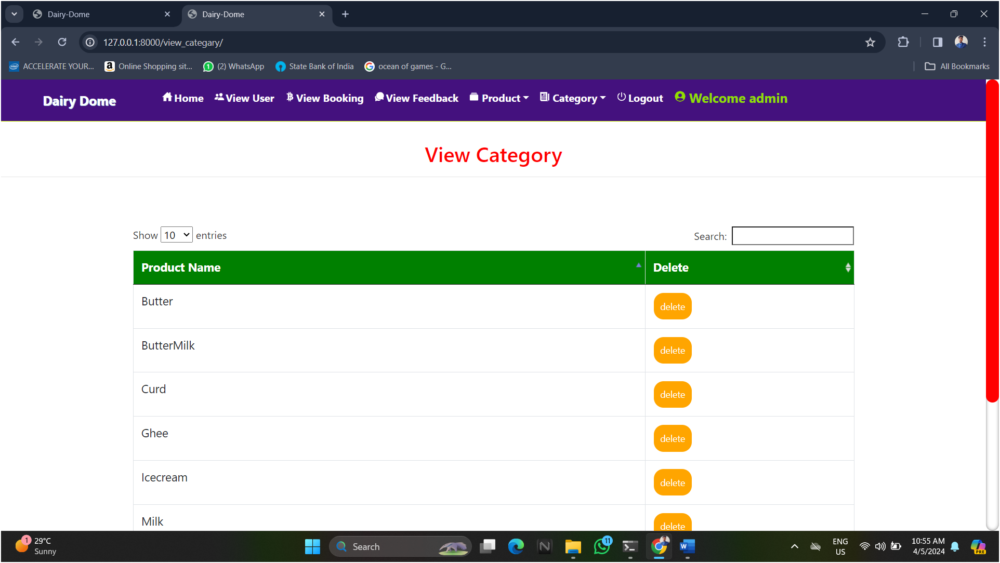 Dairy-Dome
Dairy-Dome
127.0.0.1:8000/view_categary/
ACCELERATE YOUR...
Online Shopping sit...
(2) WhatsApp
State Bank of India
ocean of games - G...
All Bookmarks
Dairy Dome
Home
View User
View Booking
View Feedback
Product
Category
Logout
Welcome admin
View Category
Show 10 entries
Search:
Product Name
Delete
Butter
delete
ButterMilk
delete
Curd
delete
Ghee
delete
Icecream
delete
Milk
delete
1
29°C
Sunny
Search
11
ENG
US
10:55 AM
4/5/2024
PRE